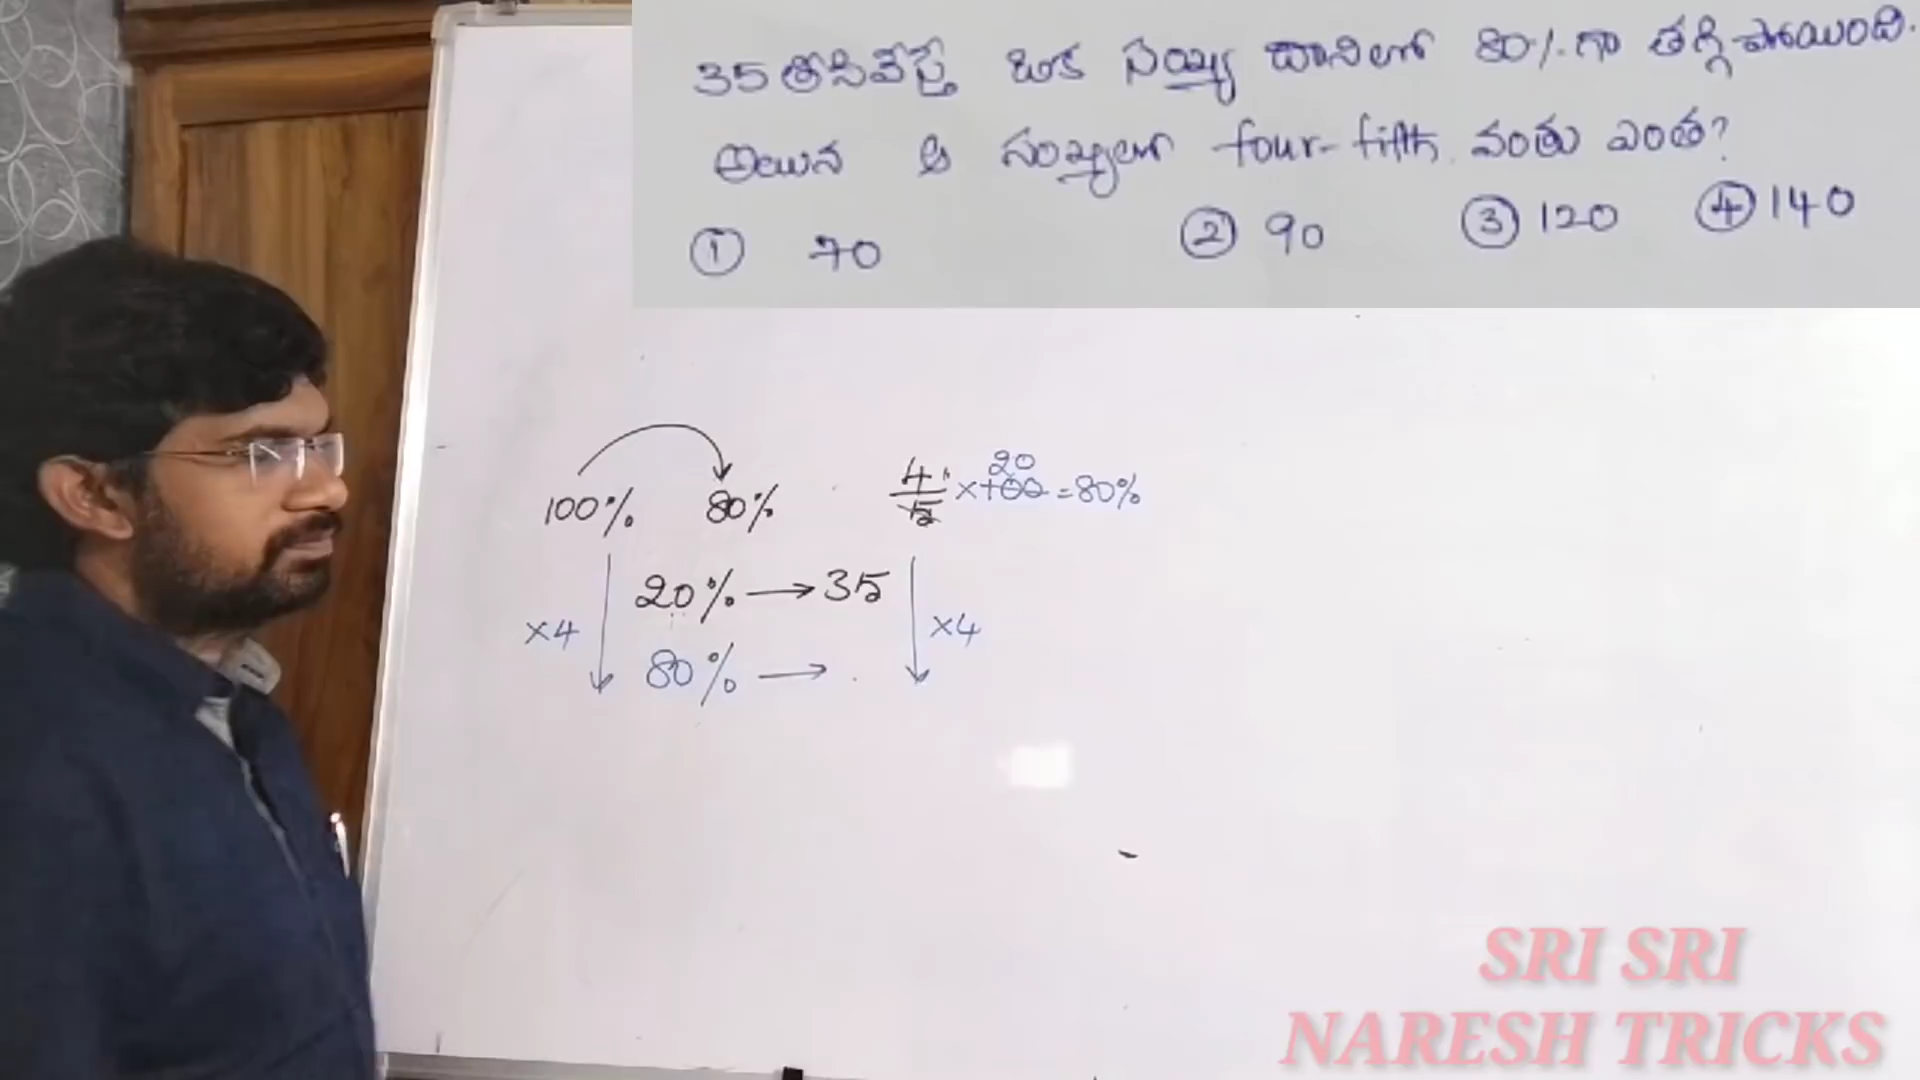 35 తీసివేస్తే ఒక సంఖ్య దానిలో 80% గా తగ్గిపోయింది.
అయిన ఆ సంఖ్యలో four-fifth వంతు ఎంత?
① 70 ② 90 ③ 120 ④ 140
100% 80% 4/5 × 100 20 = 80%
20% → 35
×4 ×4
80% →
SRI SRI
NARESH TRICKS